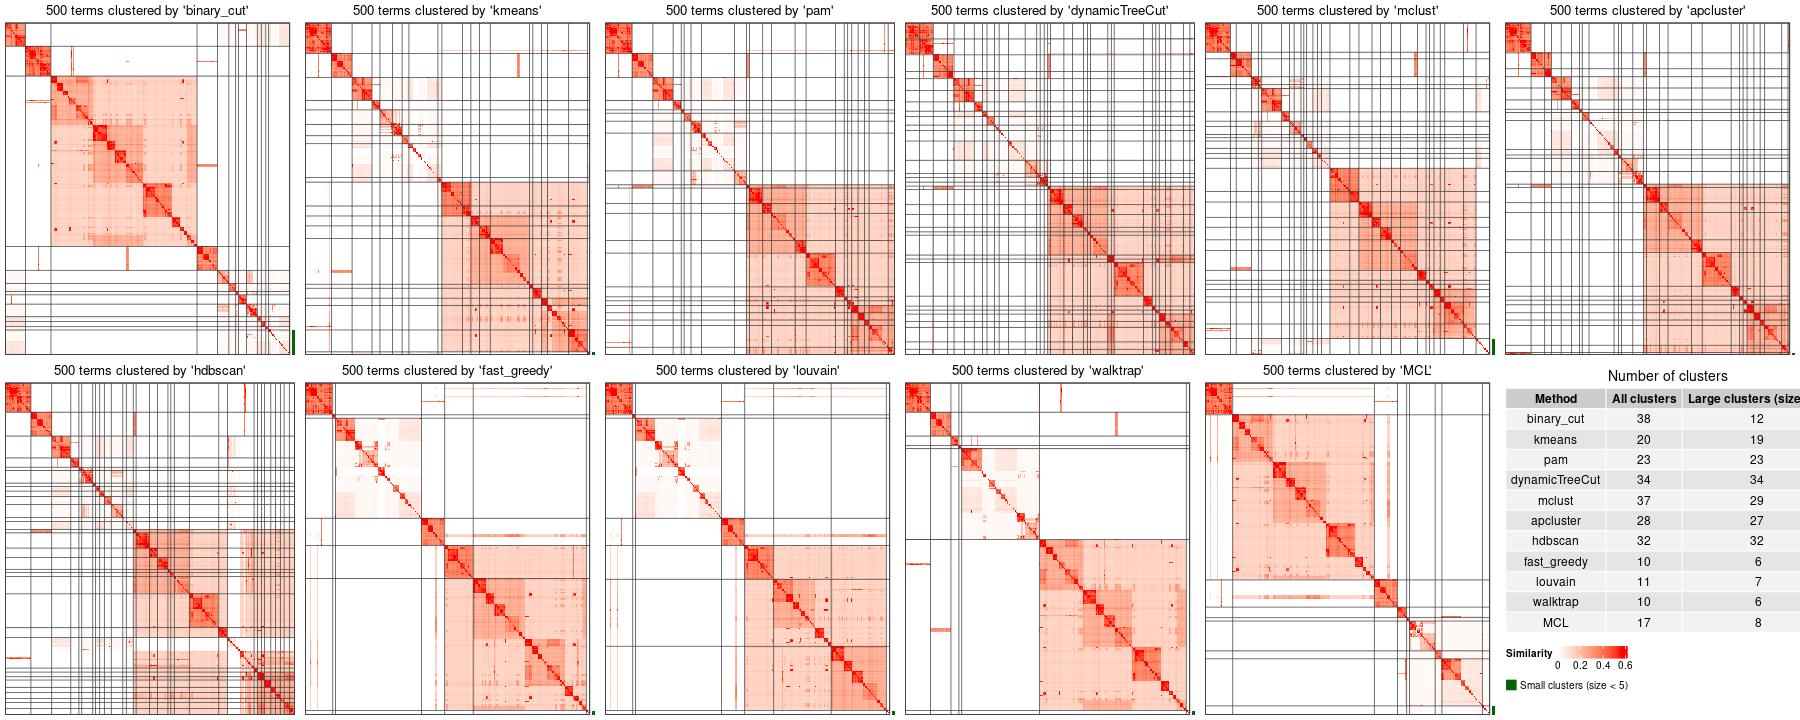 500 terms clustered by 'binary_cut'
500 terms clustered by 'kmeans'
500 terms clustered by 'pam'
500 terms clustered by 'dynamicTreeCut'
500 terms clustered by 'mclust'
500 terms clustered by 'apcluster'
500 terms clustered by 'hdbscan'
500 terms clustered by 'fast_greedy'
500 terms clustered by 'louvain'
500 terms clustered by 'walktrap'
500 terms clustered by 'MCL'
Number of clusters
Method All clusters Large clusters (size
binary_cut 38 12
kmeans 20 19
pam 23 23
dynamicTreeCut 34 34
mclust 37 29
apcluster 28 27
hdbscan 32 32
fast_greedy 10 6
louvain 11 7
walktrap 10 6
MCL 17 8
Similarity
0 0.2 0.4 0.6
Small clusters (size < 5)